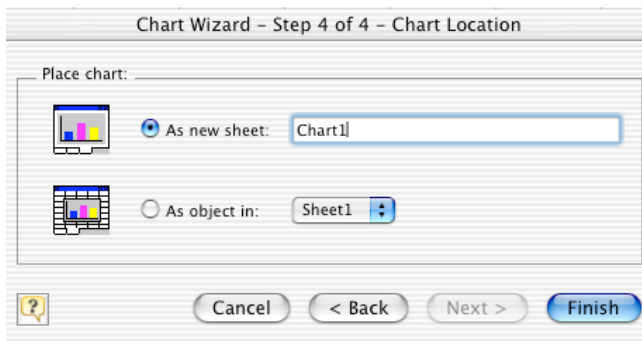 Chart Wizard – Step 4 of 4 – Chart Location
Place chart:
As new sheet: Chart1
As object in: Sheet1
? Cancel < Back Next > Finish